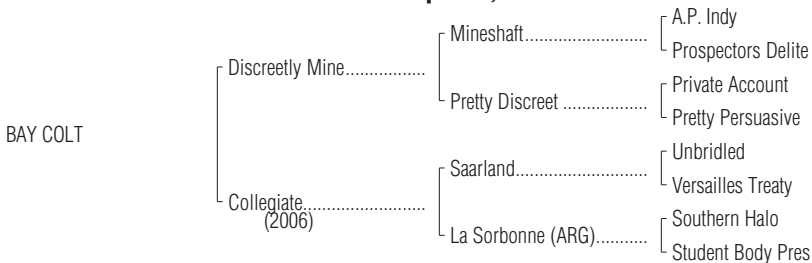 A.P. Indy
Mineshaft
Prospectors Delite
Discreetly Mine
Private Account
Pretty Discreet
Pretty Persuasive
BAY COLT
Unbridled
Saarland
Versailles Treaty
Collegiate
(2006)
Southern Halo
La Sorbonne (ARG)
Student Body Pres